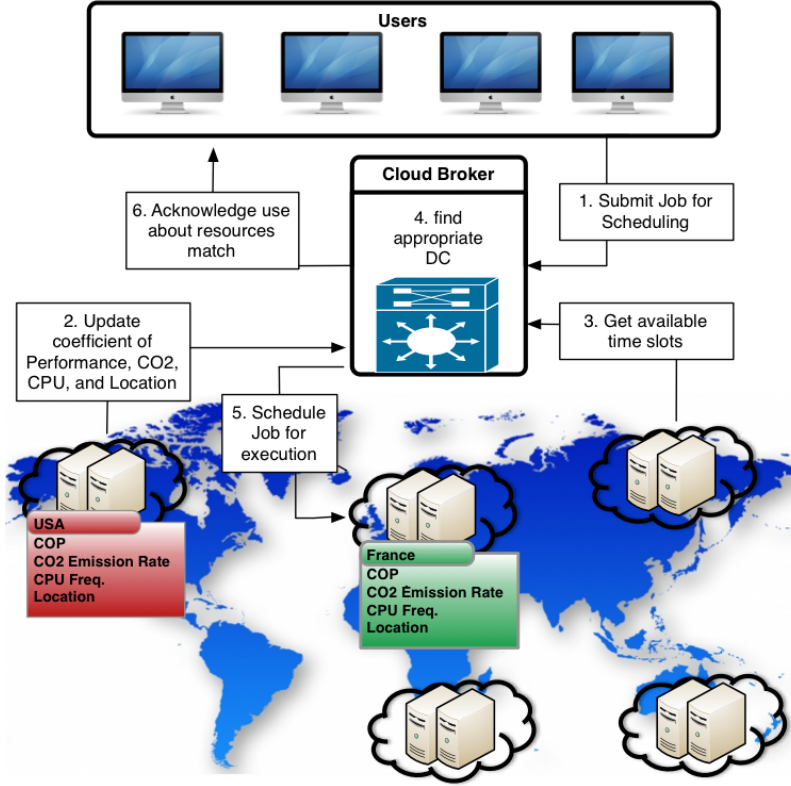 Users
Cloud Broker
1. Submit Job for
Scheduling
6. Acknowledge use
about resources
match
4. find
appropriate
DC
2. Update
coefficient of
Performance, CO2,
CPU, and Location
3. Get available
time slots
5. Schedule
Job for
execution
USA
COP
CO2 Emission Rate
CPU Freq.
Location
France
COP
CO2 Emission Rate
CPU Freq.
Location